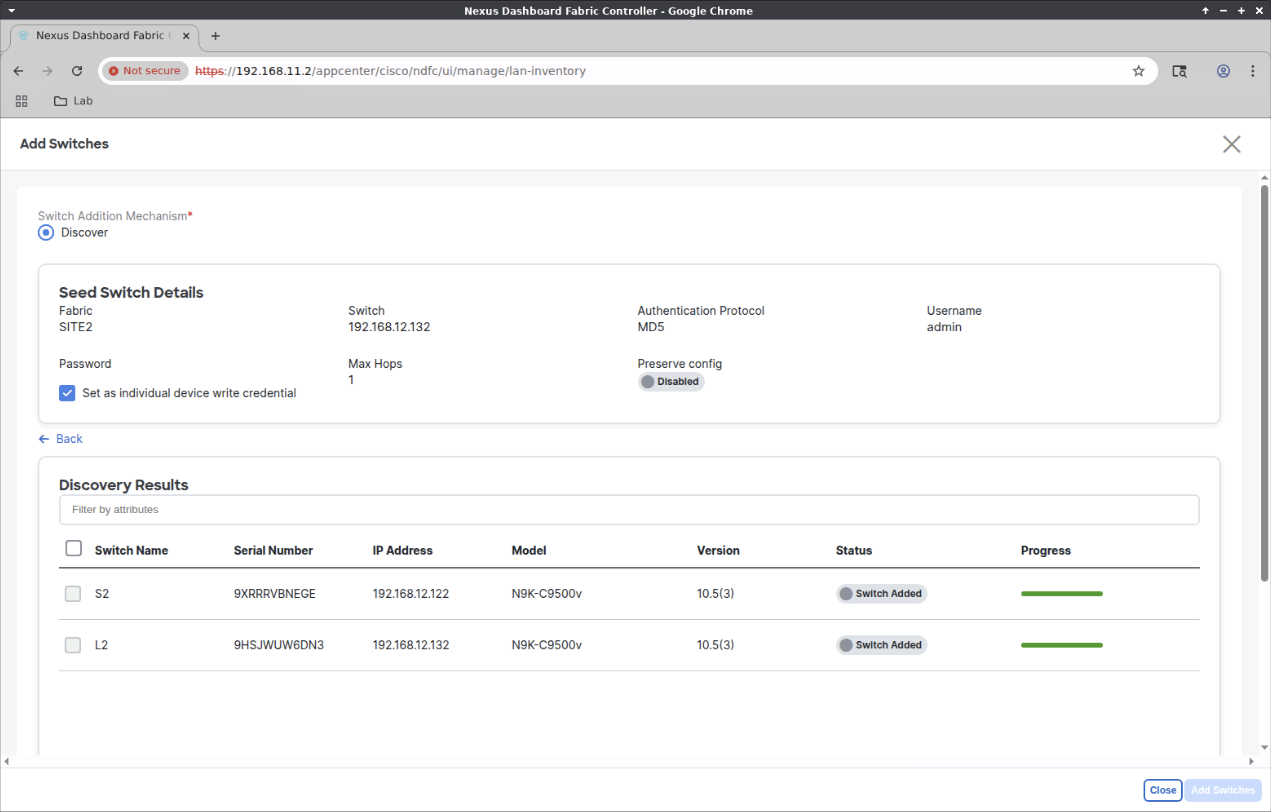 Nexus Dashboard Fabric Controller - Google Chrome
Nexus Dashboard Fabric
Not secure https://192.168.11.2/appcenter/cisco/ndfc/ui/manage/lan-inventory
Lab
Add Switches
Switch Addition Mechanism*
Discover
Seed Switch Details
Fabric Switch Authentication Protocol Username
SITE2 192.168.12.132 MD5 admin
Password Max Hops Preserve config
1 Disabled
Set as individual device write credential
Back
Discovery Results
Filter by attributes
Switch Name Serial Number IP Address Model Version Status Progress
S2 9XRRRVBNEGE 192.168.12.122 N9K-C9500v 10.5(3) Switch Added
L2 9HSJWUW6DN3 192.168.12.132 N9K-C9500v 10.5(3) Switch Added
Close Add Switches